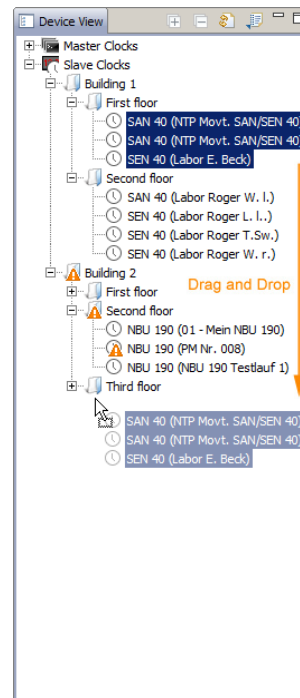 Device View
Master Clocks
Slave Clocks
Building 1
First floor
SAN 40 (NTP Movt. SAN/SEN 40)
SAN 40 (NTP Movt. SAN/SEN 40)
SEN 40 (Labor E. Beck)
Second floor
SAN 40 (Labor Roger W. l.)
SEN 40 (Labor Roger L. l..)
SEN 40 (Labor Roger T.Sw.)
SEN 40 (Labor Roger W. r.)
Building 2
First floor
Drag and Drop
Second floor
NBU 190 (01 - Mein NBU 190)
NBU 190 (PM Nr. 008)
NBU 190 (NBU 190 Testlauf 1)
Third floor
SAN 40 (NTP Movt. SAN/SEN 40)
SAN 40 (NTP Movt. SAN/SEN 40)
SEN 40 (Labor E. Beck)